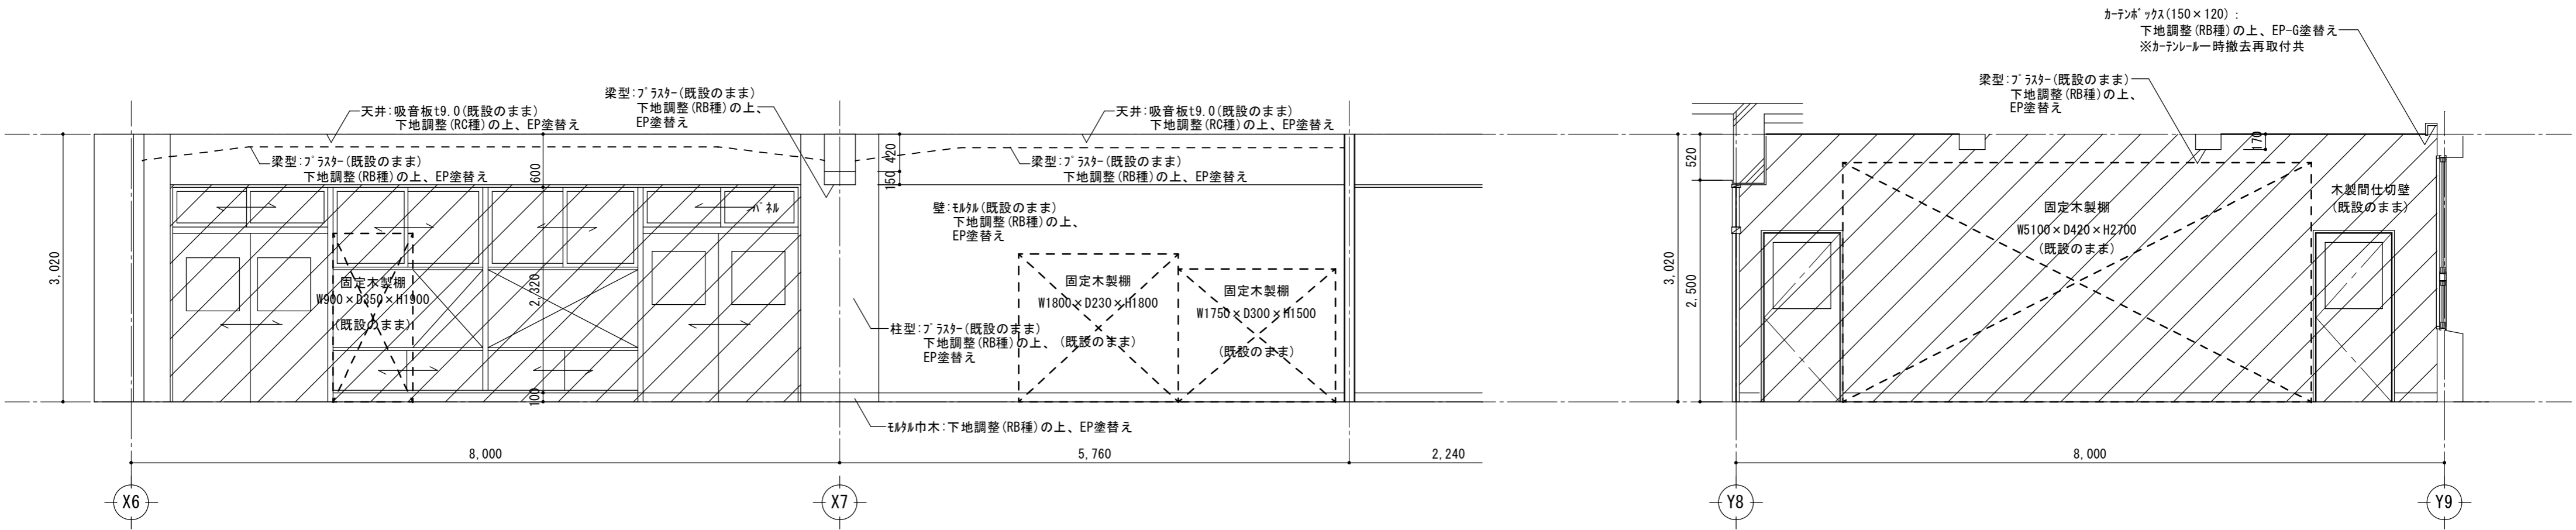 カーテンボックス(150×120):
下地調整(RB種)の上、EP-G塗替え
※カーテンレール一時撤去再取付共
梁型:プラスター(既設のまま)
下地調整(RB種)の上、
EP塗替え
天井:吸音板t9.0(既設のまま)
下地調整(RC種)の上、EP塗替え
梁型:プラスター(既設のまま)
下地調整(RB種)の上、
EP塗替え
天井:吸音板t9.0(既設のまま)
下地調整(RC種)の上、EP塗替え
梁型:プラスター(既設のまま)
下地調整(RB種)の上、EP塗替え
梁型:プラスター(既設のまま)
下地調整(RB種)の上、EP塗替え
600
420
150
520
170
パネル
壁:モルタル(既設のまま)
下地調整(RB種)の上、
EP塗替え
木製間仕切壁
(既設のまま)
固定木製棚
W5100×D420×H2700
(既設のまま)
3,020
固定木製棚
W900×D350×H1900
(既設のまま)
2,320
固定木製棚
W1800×D230×H1800
(既設のまま)
固定木製棚
W1750×D300×H1500
(既設のまま)
3,020
2,500
柱型:プラスター(既設のまま)
下地調整(RB種)の上、
EP塗替え
100
モルタル巾木:下地調整(RB種)の上、EP塗替え
8,000
5,760
2,240
8,000
X6
X7
Y8
Y9